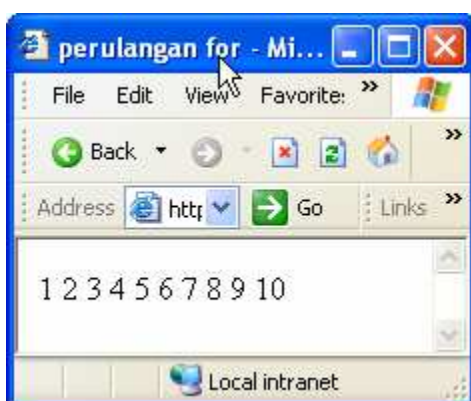 perulangan for - Mi...
File Edit View Favorite: »
Back »
Address http Go Links »
1 2 3 4 5 6 7 8 9 10
Local intranet